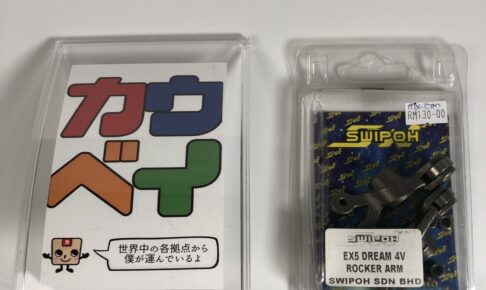 カウ
ベイ
世界中の各拠点から
僕が運んでいるよ
カ
RM130-00
SWIPOH
SWIPOH
EX5 DREAM 4V
ROCKER ARM
SWIPOH SDN BHD